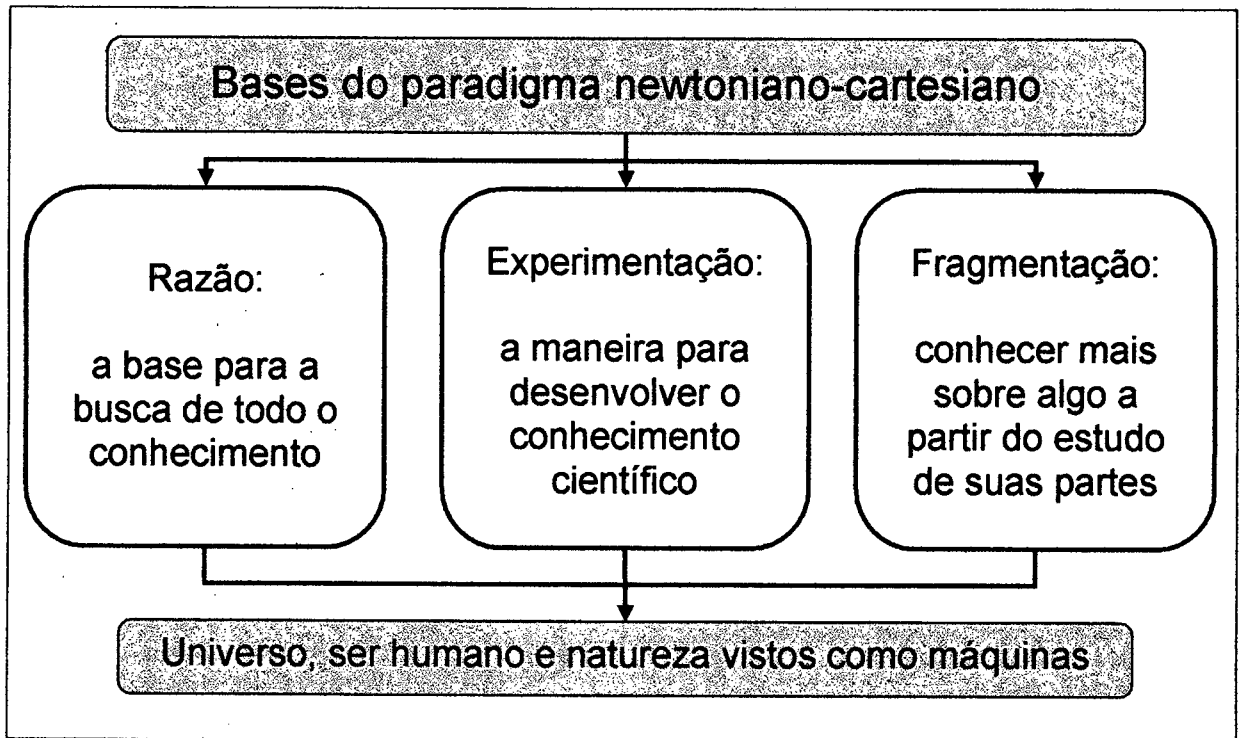 Bases do paradigma newtoniano-cartesiano
Razão:
a base para a
busca de todo o
conhecimento
Experimentação:
a maneira para
desenvolver o
conhecimento
científico
Fragmentação:
conhecer mais
sobre algo a
partir do estudo
de suas partes
Universo, ser humano e natureza vistos como máquinas